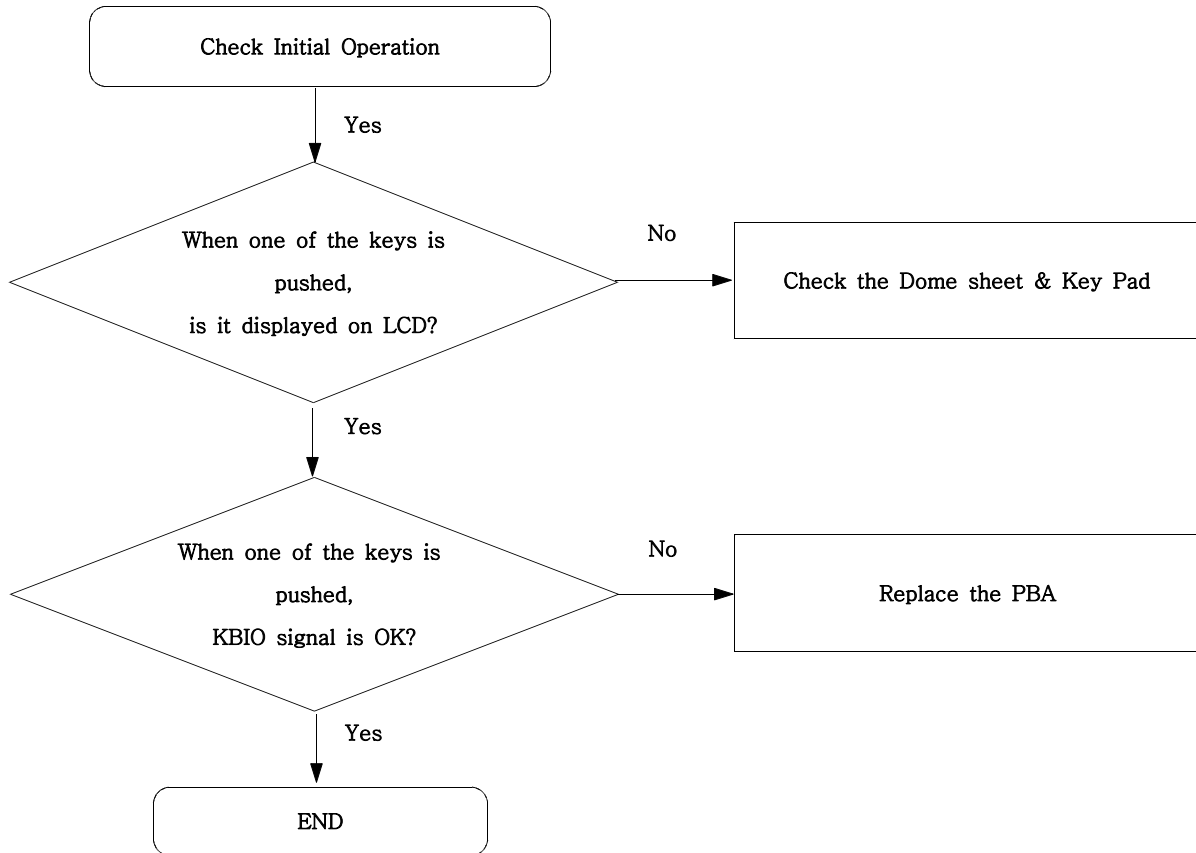 Check Initial Operation
Yes
When one of the keys is
pushed,
is it displayed on LCD?
No
Check the Dome sheet & Key Pad
Yes
When one of the keys is
pushed,
KBIO signal is OK?
No
Replace the PBA
Yes
END